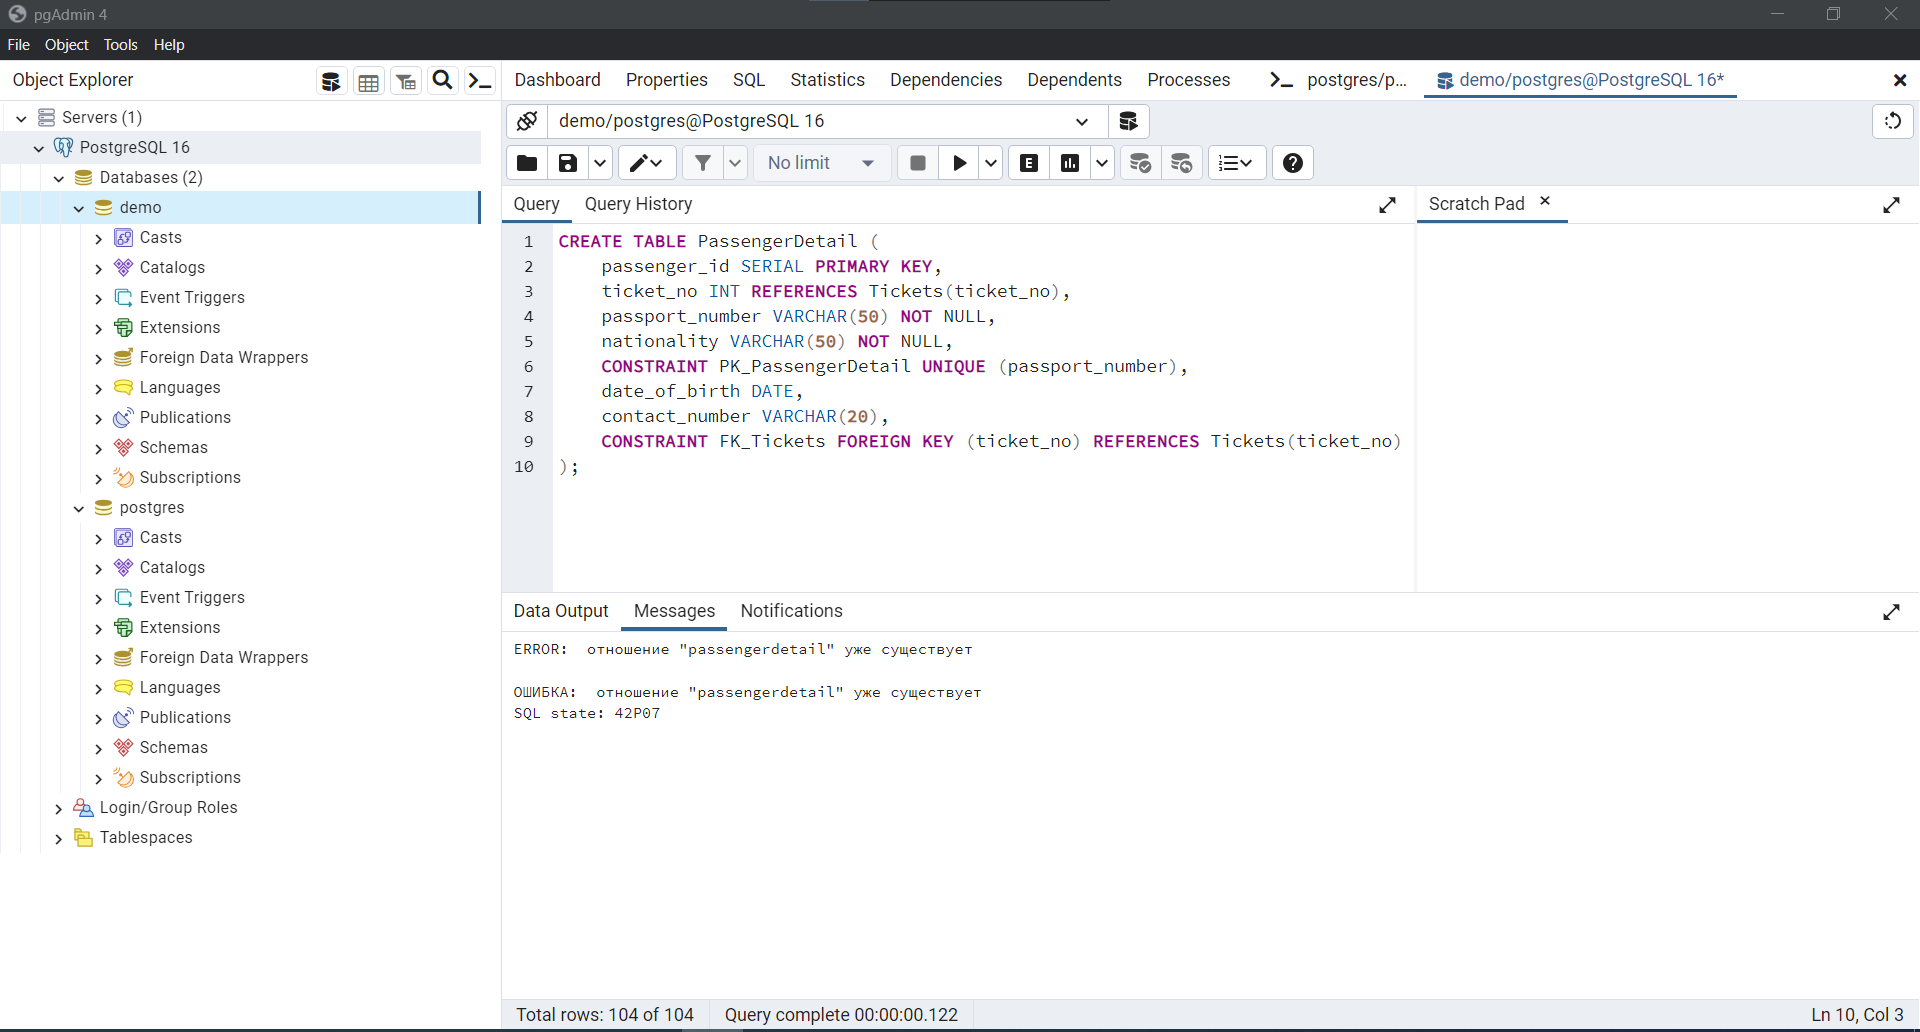 pgAdmin 4
File Object Tools Help
Object Explorer
Dashboard Properties SQL Statistics Dependencies Dependents Processes postgres/p... demo/postgres@PostgreSQL 16*
Servers (1)
PostgreSQL 16
Databases (2)
demo
Casts
Catalogs
Event Triggers
Extensions
Foreign Data Wrappers
Languages
Publications
Schemas
Subscriptions
postgres
Casts
Catalogs
Event Triggers
Extensions
Foreign Data Wrappers
Languages
Publications
Schemas
Subscriptions
Login/Group Roles
Tablespaces
demo/postgres@PostgreSQL 16
No limit
E
Query Query History
Scratch Pad
1 CREATE TABLE PassengerDetail (
2 passenger_id SERIAL PRIMARY KEY,
3 ticket_no INT REFERENCES Tickets(ticket_no),
4 passport_number VARCHAR(50) NOT NULL,
5 nationality VARCHAR(50) NOT NULL,
6 CONSTRAINT PK_PassengerDetail UNIQUE (passport_number),
7 date_of_birth DATE,
8 contact_number VARCHAR(20),
9 CONSTRAINT FK_Tickets FOREIGN KEY (ticket_no) REFERENCES Tickets(ticket_no)
10 );
Data Output Messages Notifications
ERROR: отношение "passengerdetail" уже существует
ОШИБКА: отношение "passengerdetail" уже существует
SQL state: 42P07
Total rows: 104 of 104 Query complete 00:00:00.122 Ln 10, Col 3